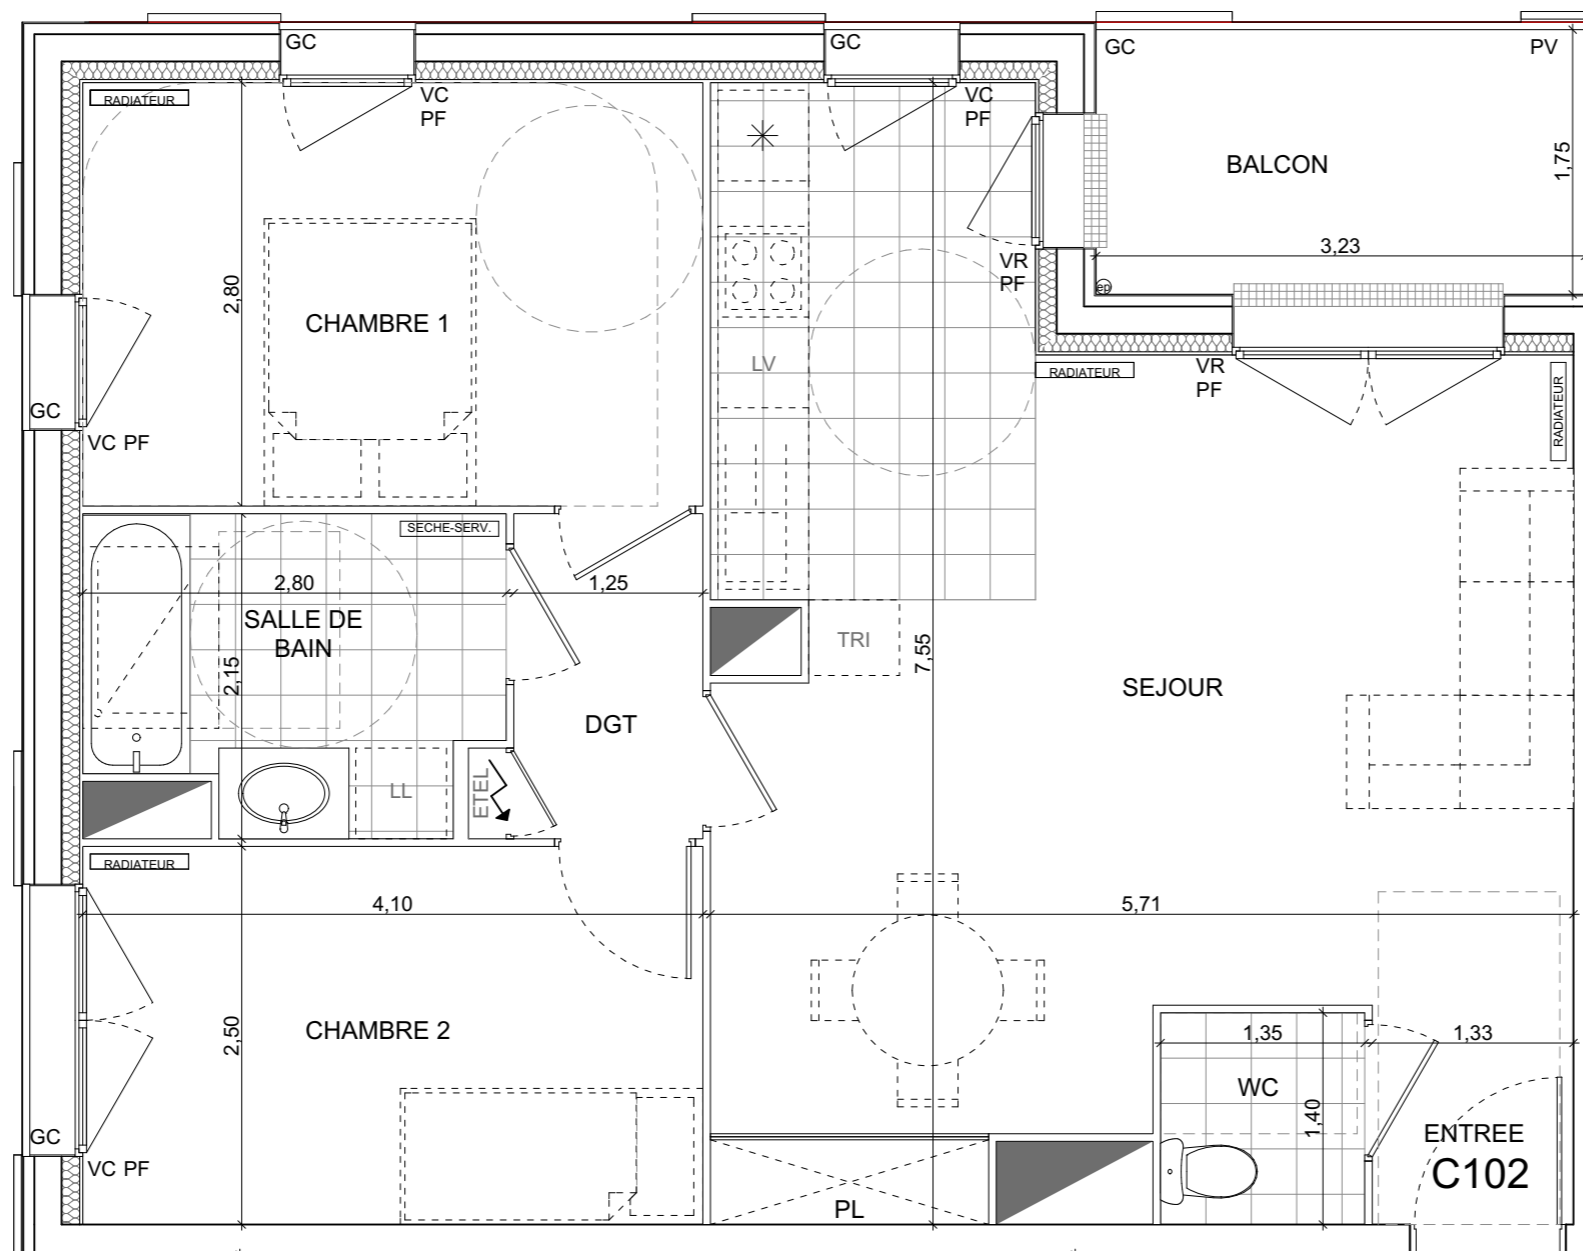 GC
GC
GC
PV
RADIATEUR
VC
PF
VC
PF
BALCON
1,75
3,23
VR
PF
ep
2,80
CHAMBRE 1
LV
RADIATEUR
VR
PF
RADIATEUR
GC
VC PF
SECHE-SERV.
2,80
1,25
SALLE DE
BAIN
2,15
TRI
7,55
SEJOUR
DGT
LL
ETEL
RADIATEUR
4,10
5,71
2,50
CHAMBRE 2
1,35
1,33
WC
1,40
GC
VC PF
ENTREE
C102
PL